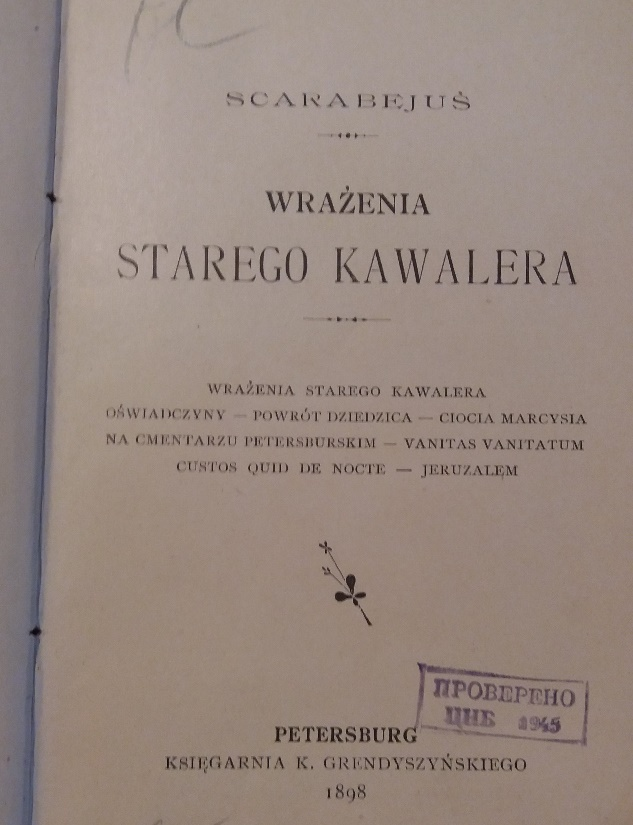 SCARABEJUŚ
WRAŻENIA
STAREGO KAWALERA
WRAŻENIA STAREGO KAWALERA
OŚWIADCZYNY — POWRÓT DZIEDZICA — CIOCIA MARCYSIA
NA CMENTARZU PETERSBURSKIM — VANITAS VANITATUM
CUSTOS QUID DE NOCTE — JERUZALEM
ПРОВЕРЕНО
ЦНБ 1945
PETERSBURG
KSIĘGARNIA K. GRENDYSZYŃSKIEGO
1898